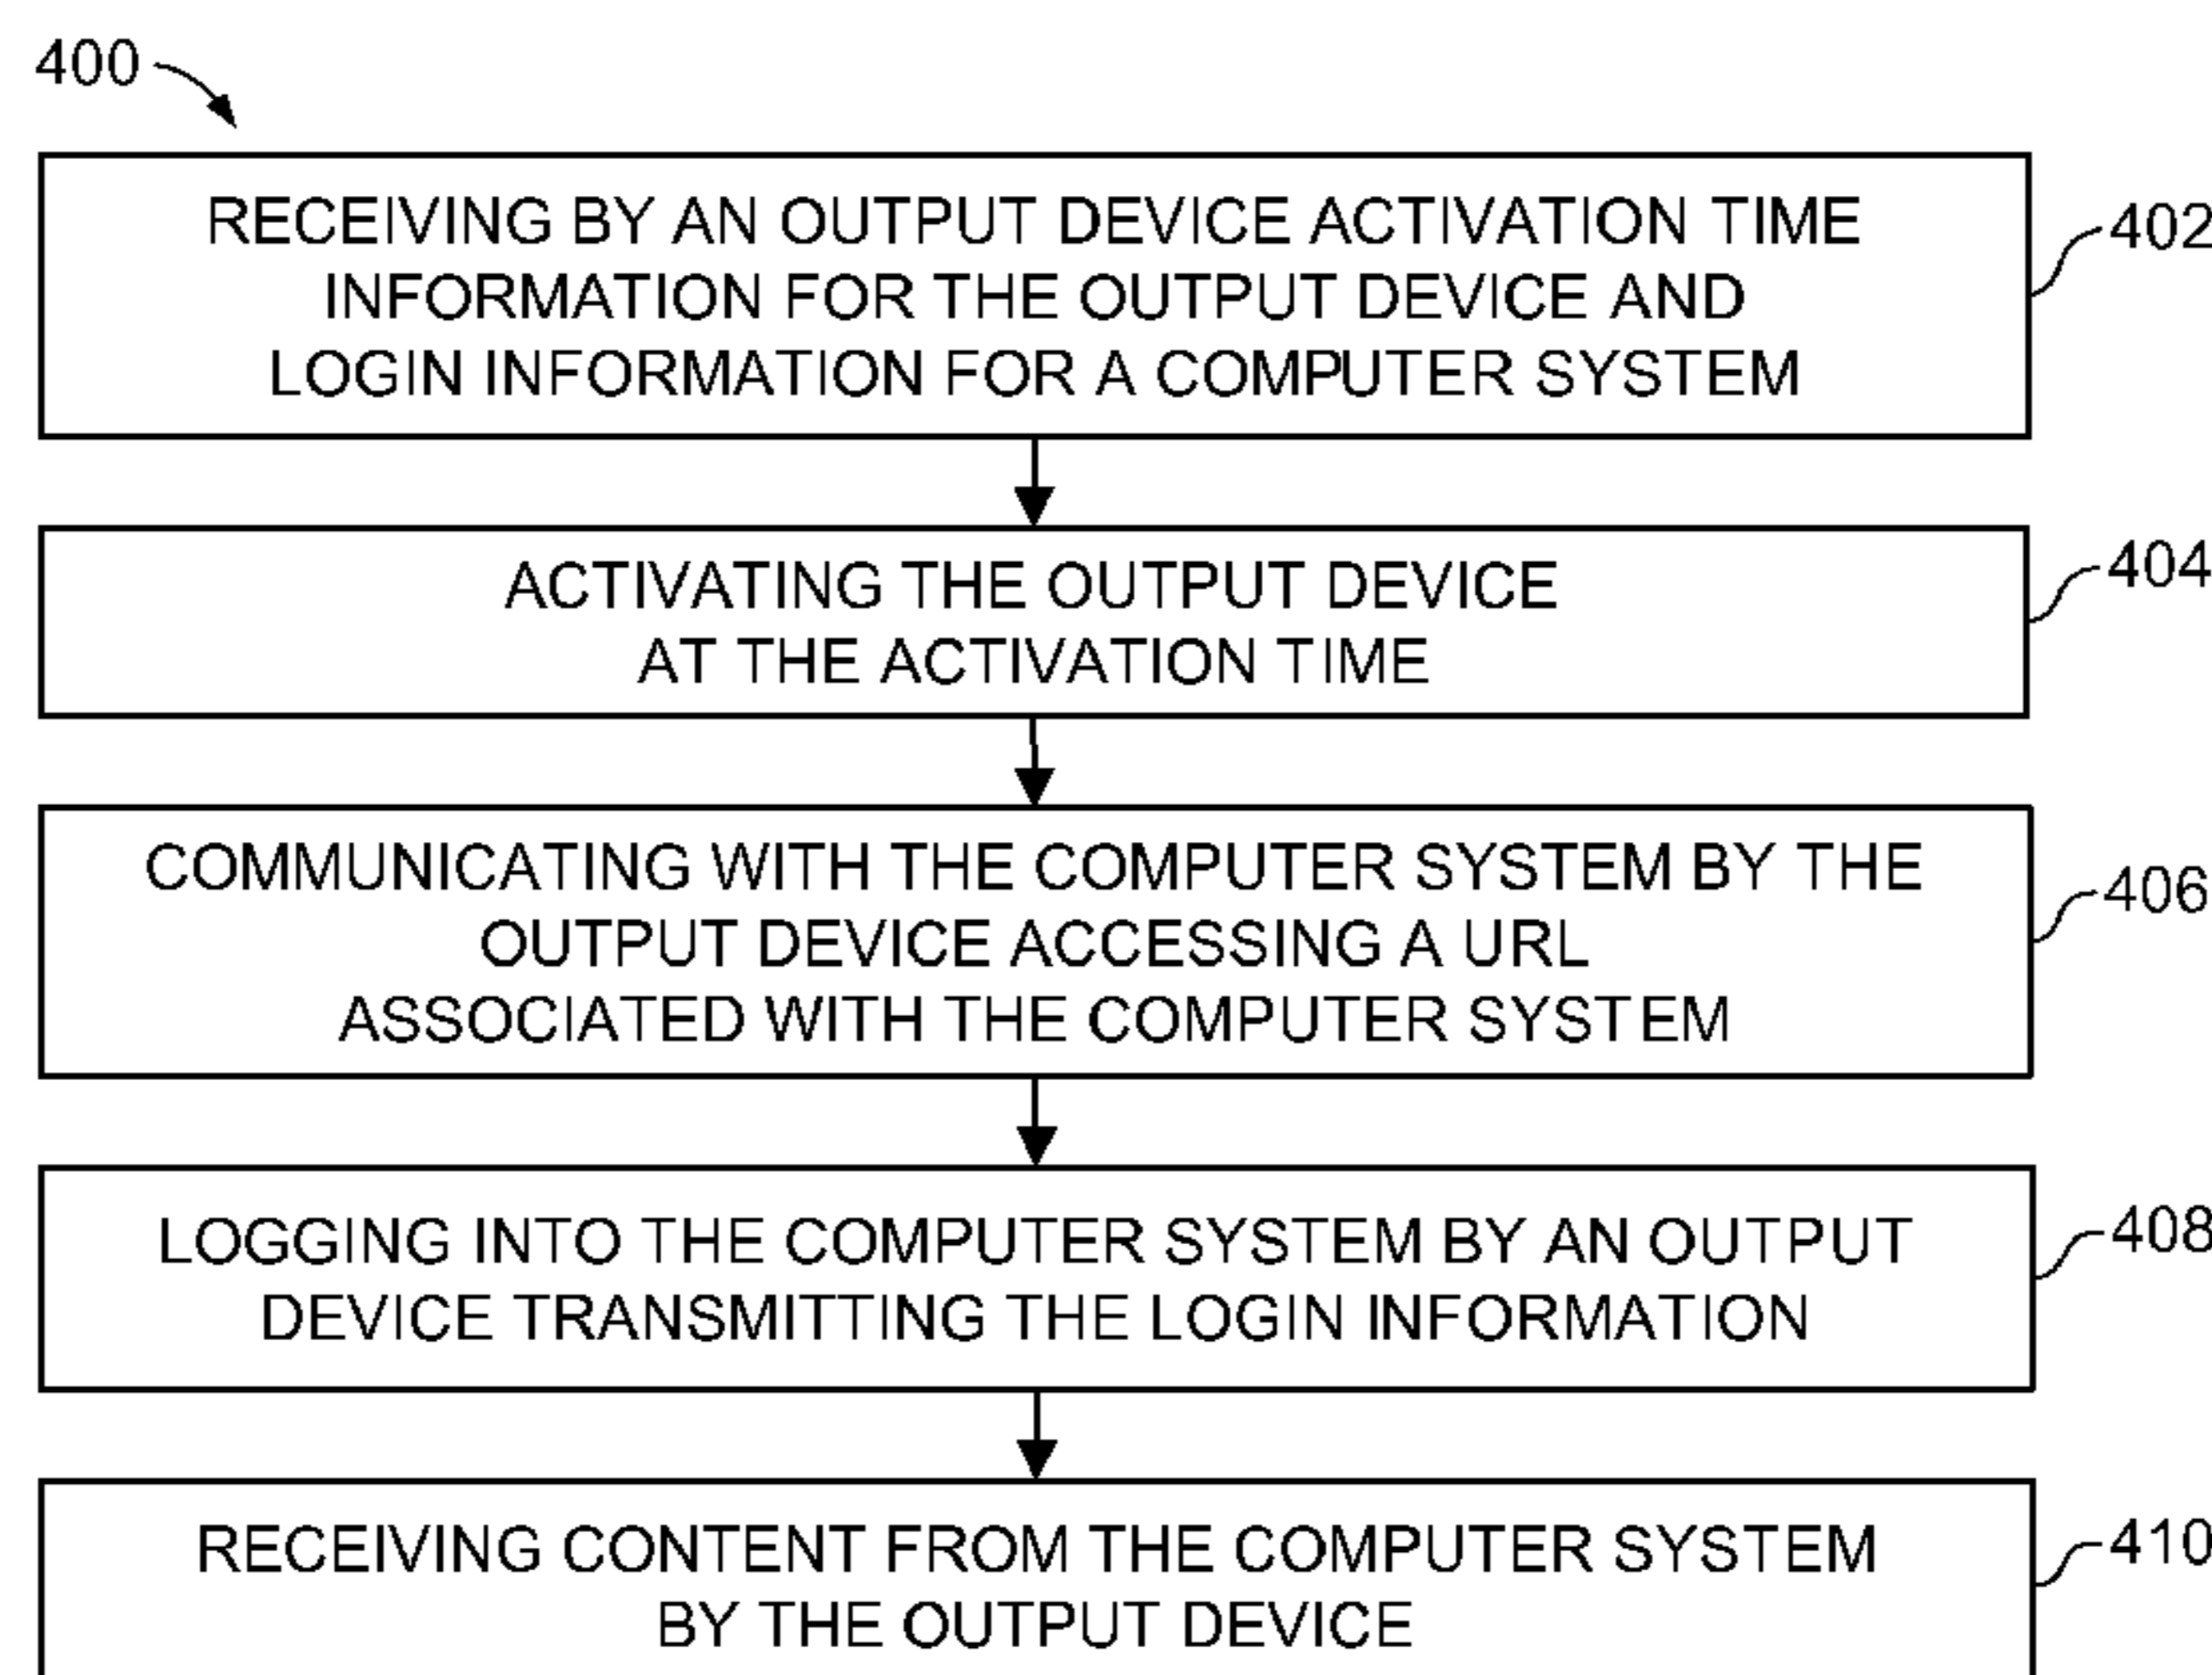 400
RECEIVING BY AN OUTPUT DEVICE ACTIVATION TIME
INFORMATION FOR THE OUTPUT DEVICE AND
LOGIN INFORMATION FOR A COMPUTER SYSTEM
402
ACTIVATING THE OUTPUT DEVICE
AT THE ACTIVATION TIME
404
COMMUNICATING WITH THE COMPUTER SYSTEM BY THE
OUTPUT DEVICE ACCESSING A URL
ASSOCIATED WITH THE COMPUTER SYSTEM
406
LOGGING INTO THE COMPUTER SYSTEM BY AN OUTPUT
DEVICE TRANSMITTING THE LOGIN INFORMATION
408
RECEIVING CONTENT FROM THE COMPUTER SYSTEM
BY THE OUTPUT DEVICE
410